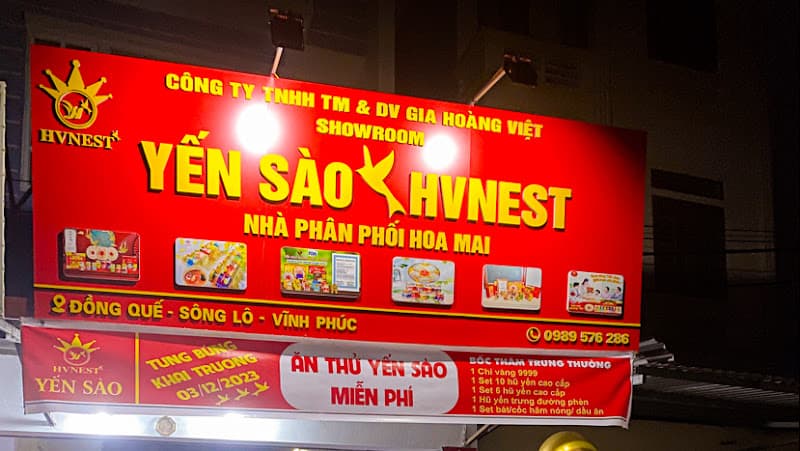 HVNEST
CÔNG TY TNHH TM & DV GIA HOÀNG VIỆT
SHOWROOM
YẾN SÀO HVNEST
NHÀ PHÂN PHỐI HOA MAI
ĐỒNG QUẾ - SÔNG LÔ - VĨNH PHÚC
0989 576 286
HVNEST
YẾN SÀO
TƯNG BỪNG
KHAI TRƯƠNG
03/12/2023
ĂN THỬ YẾN SÀO
MIỄN PHÍ
BỐC THĂM TRÚNG THƯỞNG
1 Chỉ vàng 9999
1 Set 10 hũ yến cao cấp
1 Set 6 hũ yến cao cấp
1 Hũ yến trưng đường phèn
1 Set bát/cốc hâm nóng/ dầu ăn